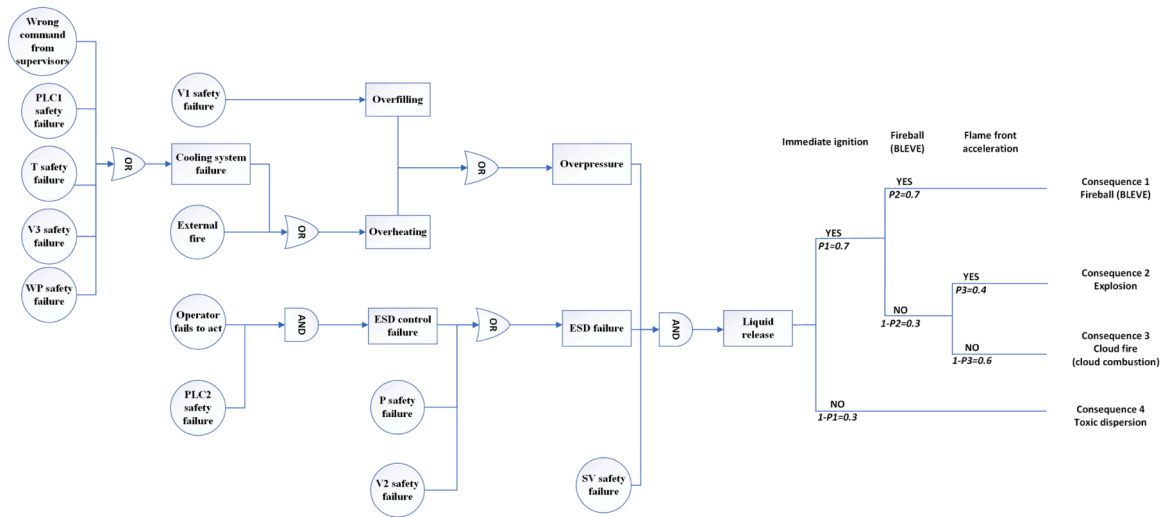 Wrong
command
from
supervisors
PLC1
safety
failure
T safety
failure
V3 safety
failure
WP safety
failure
OR
V1 safety
failure
Cooling system
failure
External
fire
OR
Overfilling
Overheating
OR
Overpressure
Operator
fails to act
PLC2
safety
failure
AND
ESD control
failure
P safety
failure
V2 safety
failure
OR
ESD failure
SV safety
failure
AND
Liquid
release
Immediate ignition
Fireball
(BLEVE)
Flame front
acceleration
YES
P1=0.7
NO
1-P1=0.3
YES
P2=0.7
NO
1-P2=0.3
YES
P3=0.4
NO
1-P3=0.6
Consequence 1
Fireball (BLEVE)
Consequence 2
Explosion
Consequence 3
Cloud fire
(cloud combustion)
Consequence 4
Toxic dispersion